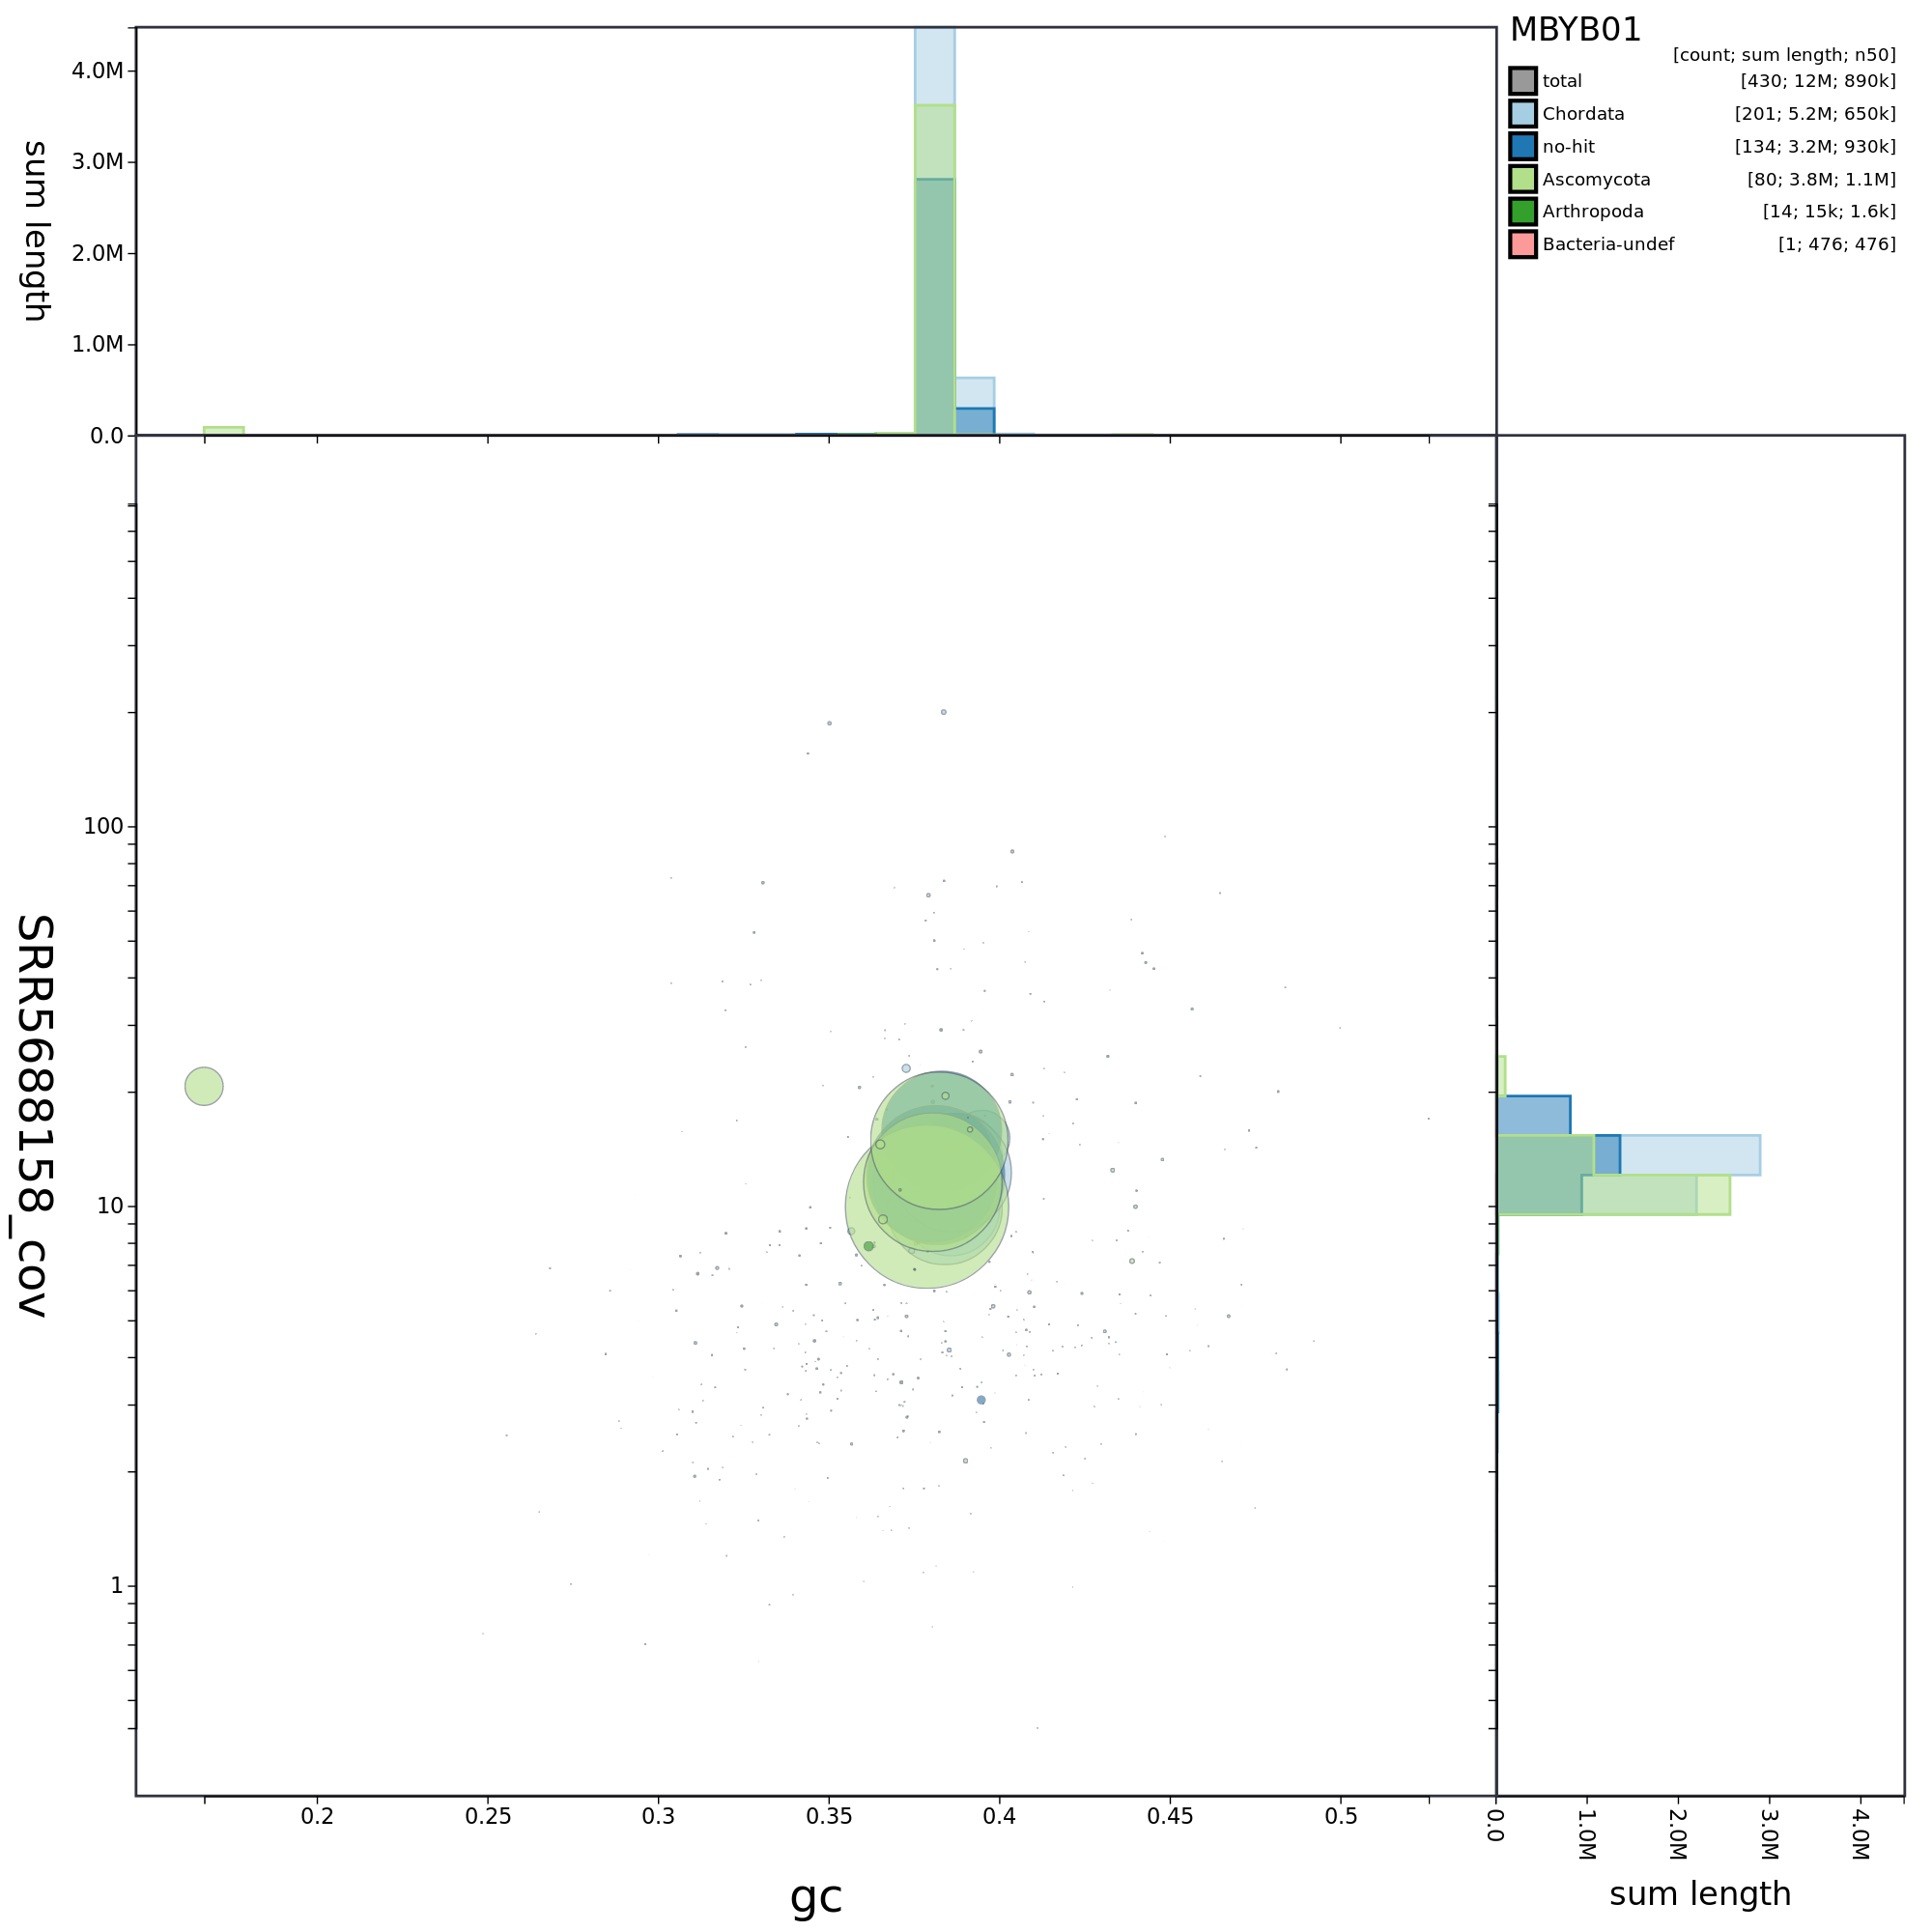 MBYB01
[count; sum length; n50]
total [430; 12M; 890k]
Chordata [201; 5.2M; 650k]
no-hit [134; 3.2M; 930k]
Ascomycota [80; 3.8M; 1.1M]
Arthropoda [14; 15k; 1.6k]
Bacteria-undef [1; 476; 476]
sum length
4.0M
3.0M
2.0M
1.0M
0.0
SRR5688158_cov
100
10
1
0.2 0.25 0.3 0.35 0.4 0.45 0.5
gc
0.0 1.0M 2.0M 3.0M 4.0M
sum length